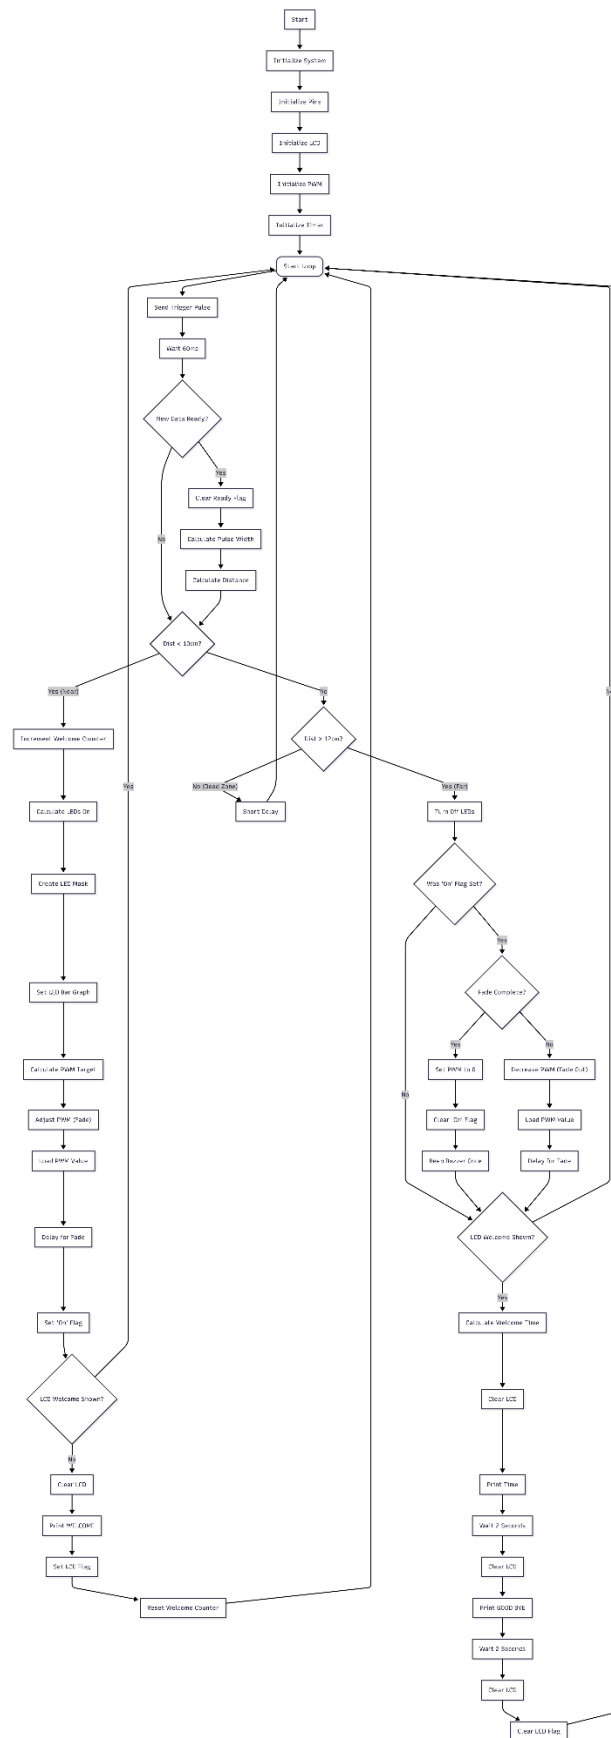 Start
Initialize System
Initialize Pins
Initialize LCD
Initialize PWM
Initialize Timer
Start Loop
Send Trigger Pulse
Wait 60ms
New Data Ready?
Yes
Clear Ready Flag
No
Calculate Pulse Width
Calculate Distance
Dist < 10cm?
Yes (Near)
No
Increment Welcome Counter
Dist > 12cm?
Yes
No (Dead Zone)
Yes (Far)
Calculate LEDs On
Short Delay
Turn Off LEDs
Create LED Mask
Was 'On' Flag Set?
Yes
Set LCD Bar Graph
Fade Complete?
Yes
No
Calculate PWM Target
Set PWM to 0
Decrease PWM (Fade Out)
No
Adjust PWM (Fade)
Clear 'On' Flag
Load PWM Value
Load PWM Value
Beep Buzzer Once
Delay for Fade
Delay for Fade
LCD Welcome Shown?
Yes
Set 'On' Flag
Calculate Welcome Time
LCD Welcome Shown?
Clear LCD
No
Clear LCD
Print Time
Print WELCOME
Wait 2 Seconds
Set LCD Flag
Clear LCD
Reset Welcome Counter
Print GOOD BYE
Wait 2 Seconds
Clear LCD
Clear LCD Flag